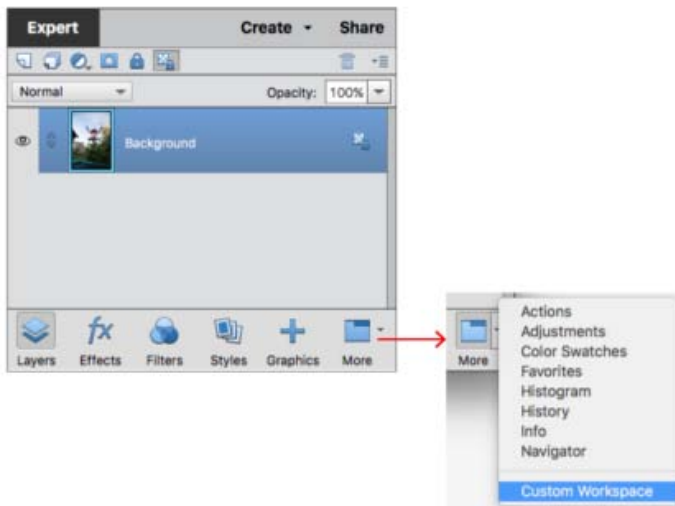 Expert Create Share
Normal Opacity: 100%
Background
Layers Effects Filters Styles Graphics More
More
Actions
Adjustments
Color Swatches
Favorites
Histogram
History
Info
Navigator
Custom Workspace